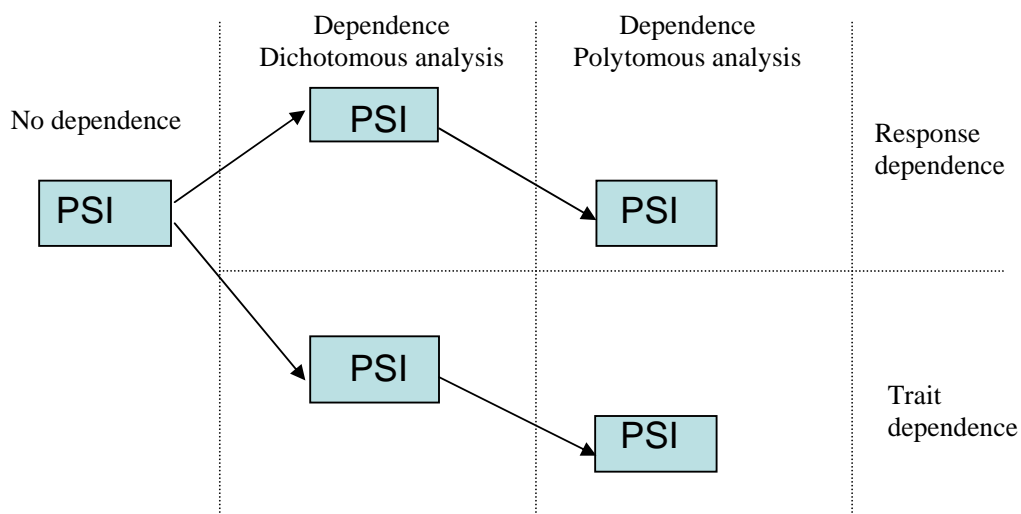 Dependence
Dichotomous analysis
Dependence
Polytomous analysis
No dependence
PSI
PSI
PSI
Response
dependence
PSI
PSI
Trait
dependence